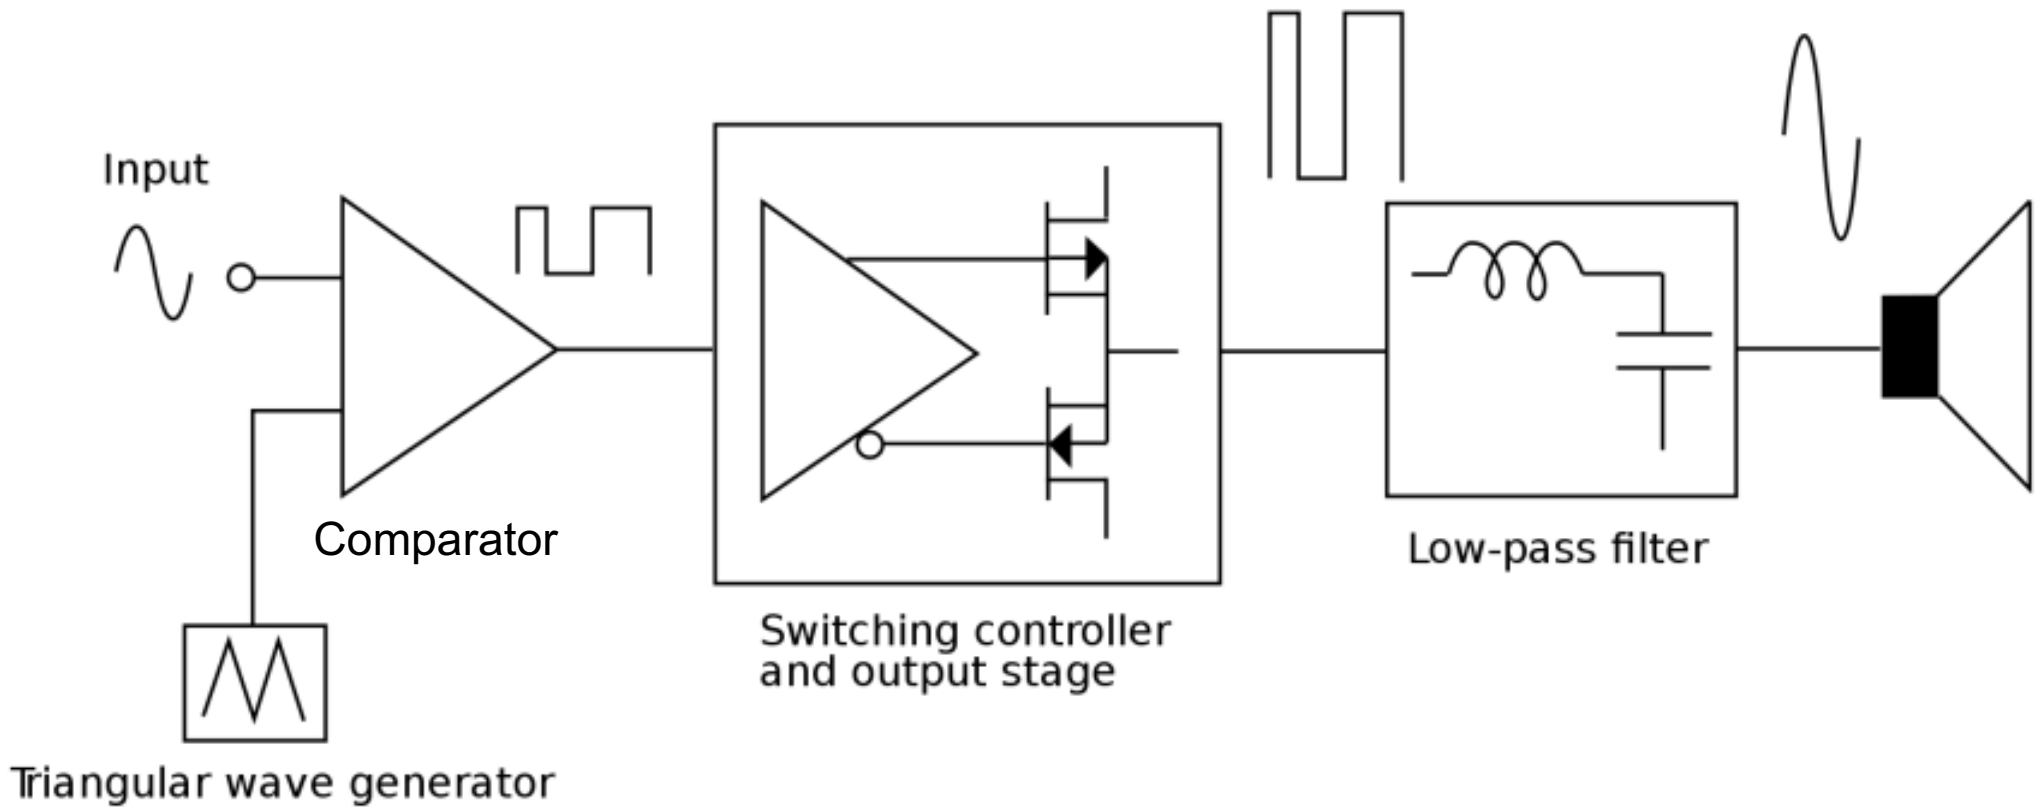 Input
Comparator
Switching controller
and output stage
Low-pass filter
Triangular wave generator